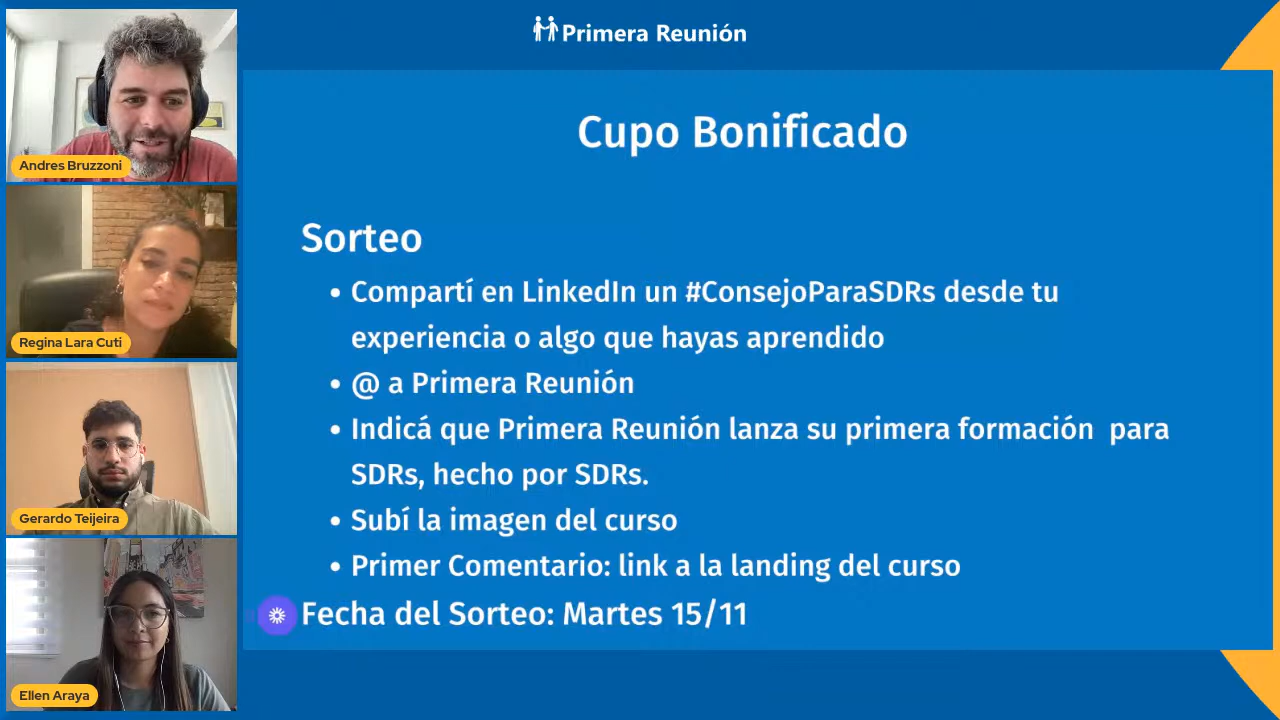 Primera Reunión
Cupo Bonificado
Sorteo
• Compartí en LinkedIn un #ConsejoParaSDRs desde tu
experiencia o algo que hayas aprendido
• @ a Primera Reunión
• Indicá que Primera Reunión lanza su primera formación para
SDRs, hecho por SDRs.
• Subí la imagen del curso
• Primer Comentario: link a la landing del curso
Fecha del Sorteo: Martes 15/11
Andres Bruzzoni
Regina Lara Cuti
Gerardo Teijeira
Ellen Araya